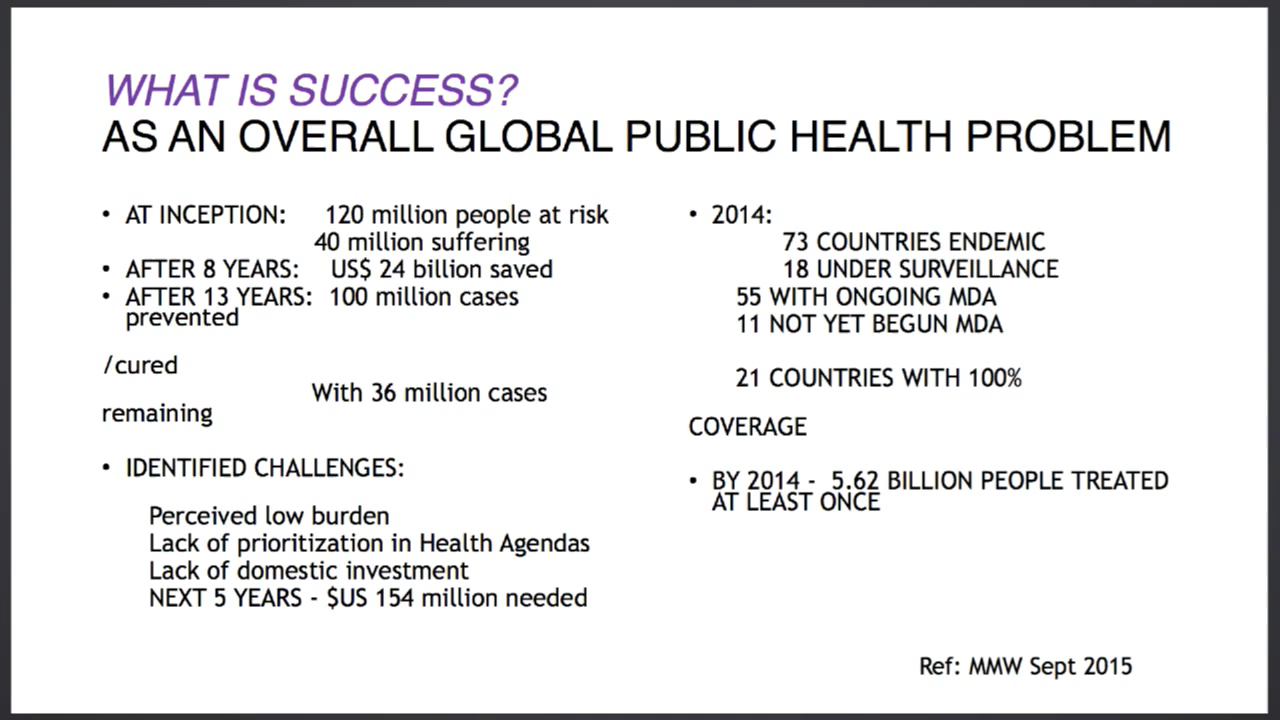 WHAT IS SUCCESS?
AS AN OVERALL GLOBAL PUBLIC HEALTH PROBLEM
• AT INCEPTION: 120 million people at risk
40 million suffering
• AFTER 8 YEARS: US$ 24 billion saved
• AFTER 13 YEARS: 100 million cases
prevented
/cured
With 36 million cases
remaining
• IDENTIFIED CHALLENGES:
Perceived low burden
Lack of prioritization in Health Agendas
Lack of domestic investment
NEXT 5 YEARS - $US 154 million needed
• 2014:
73 COUNTRIES ENDEMIC
18 UNDER SURVEILLANCE
55 WITH ONGOING MDA
11 NOT YET BEGUN MDA
21 COUNTRIES WITH 100%
COVERAGE
• BY 2014 - 5.62 BILLION PEOPLE TREATED
AT LEAST ONCE
Ref: MMW Sept 2015